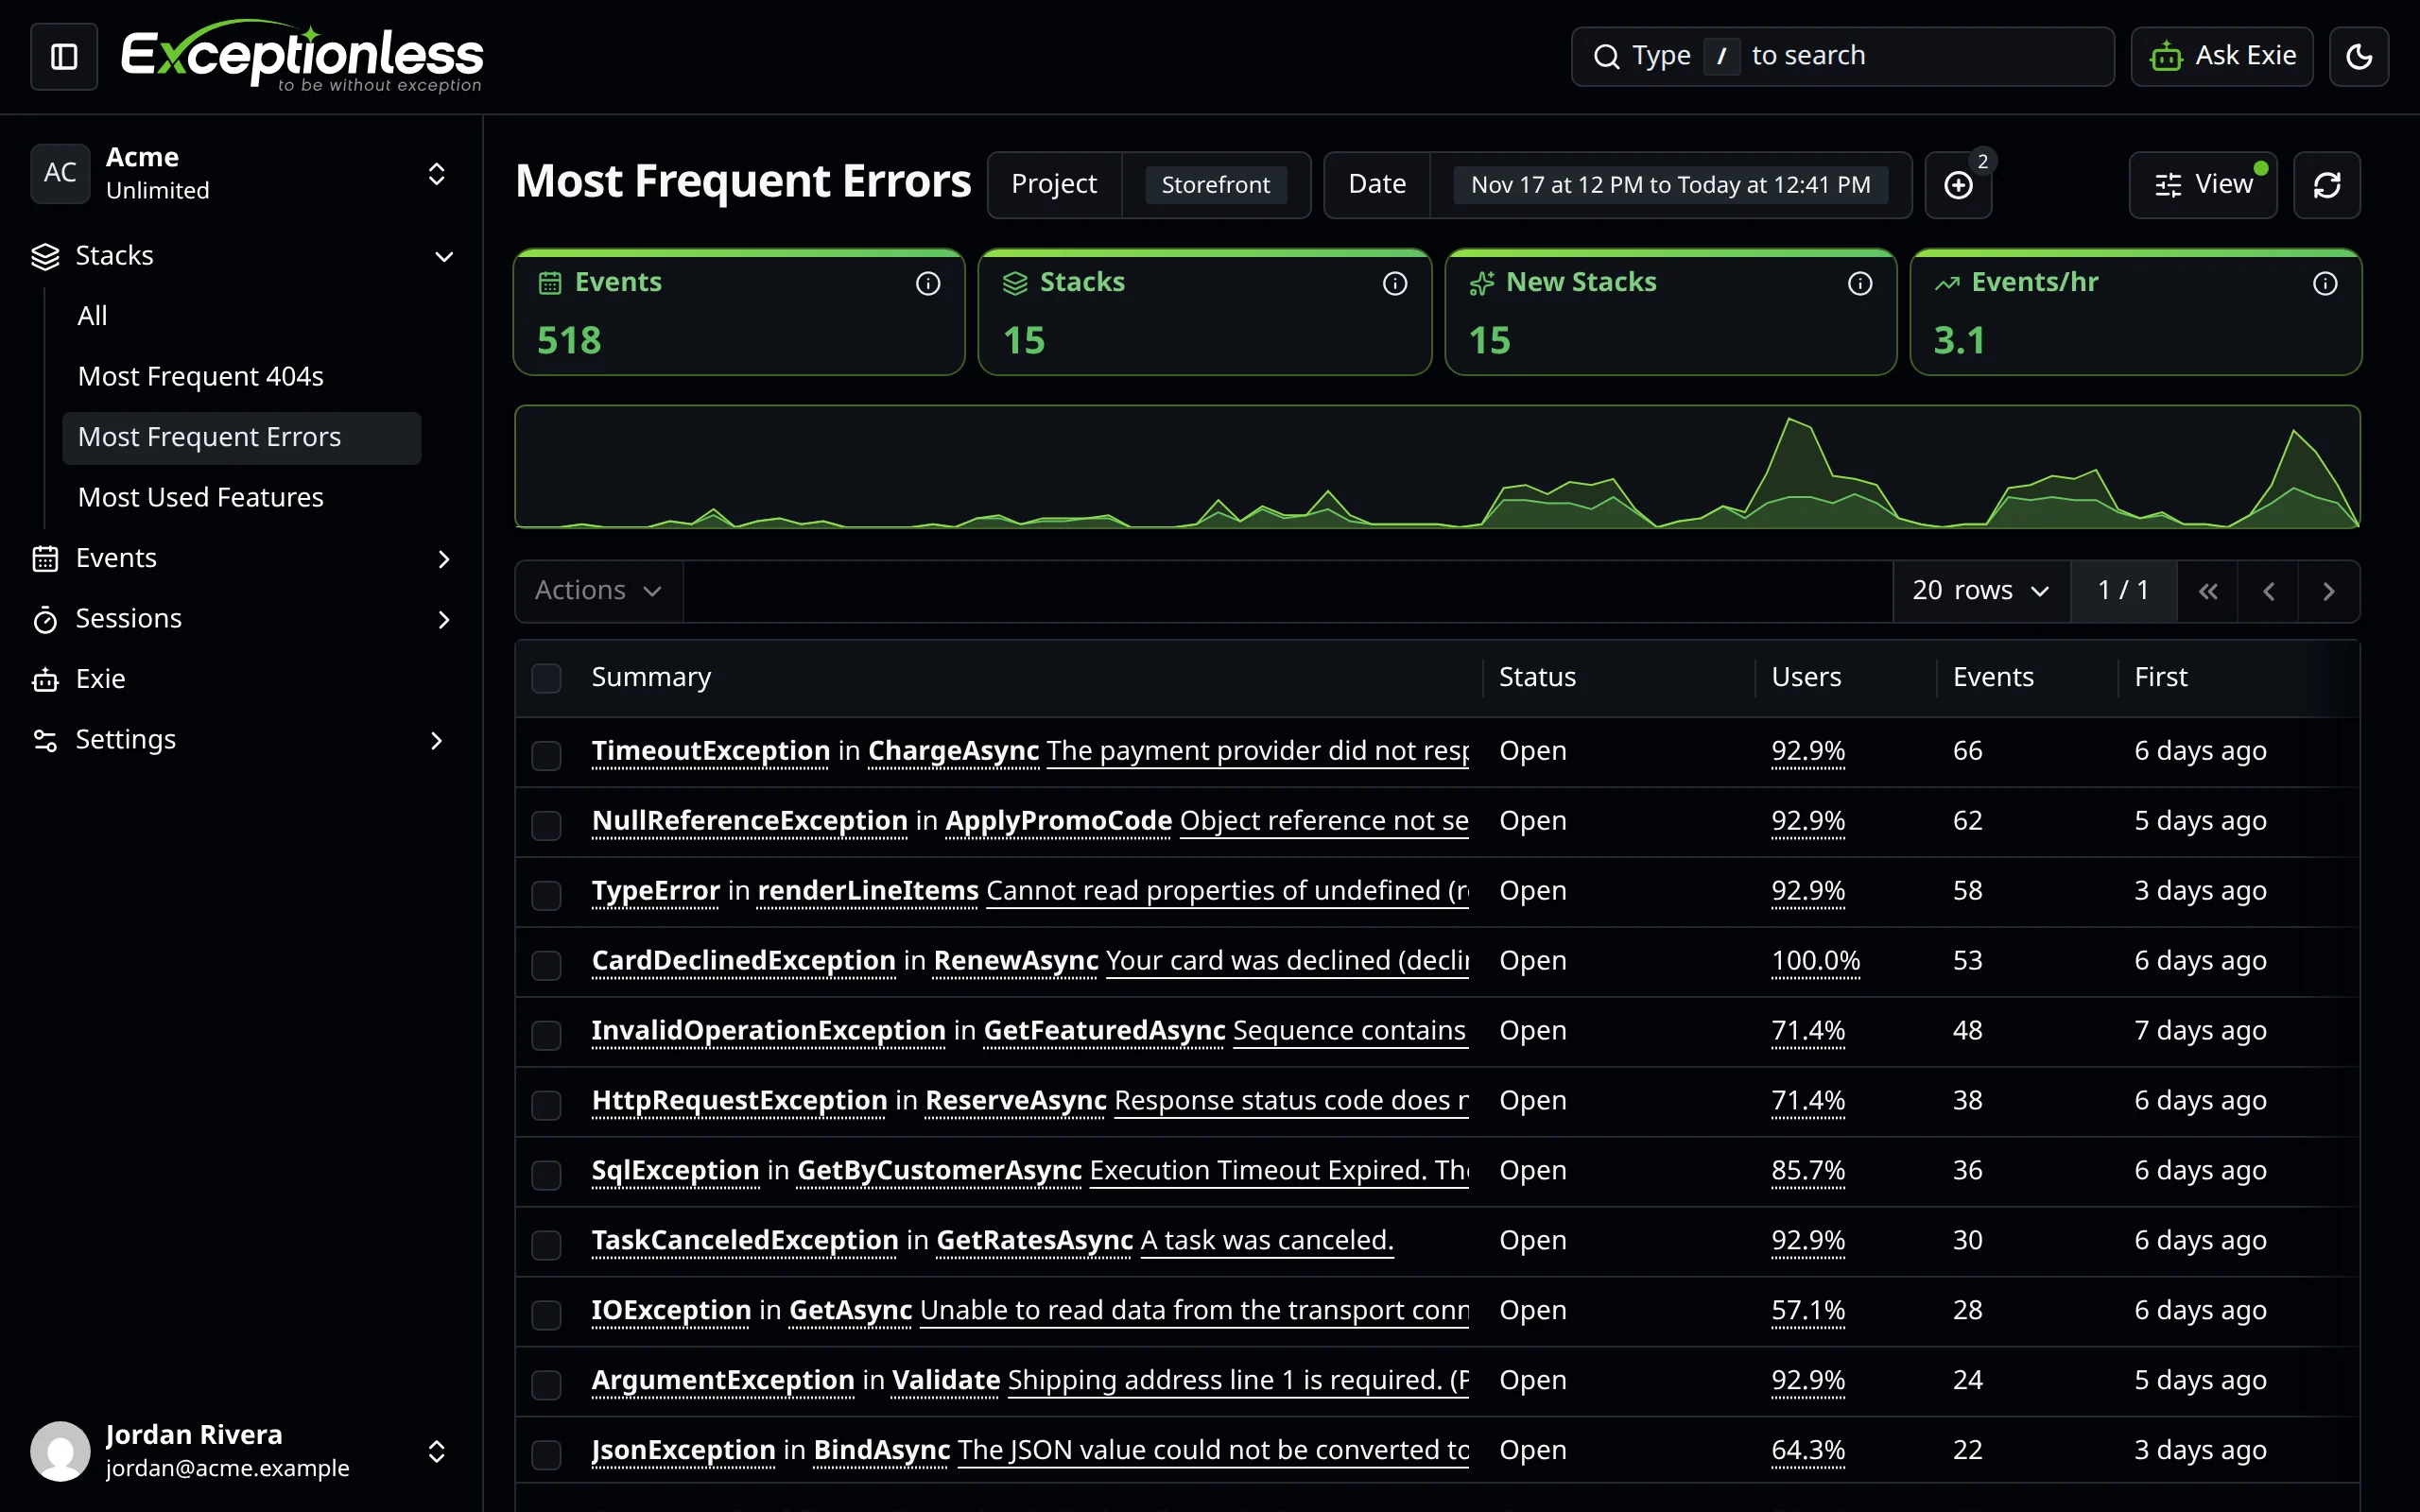 Exceptionless
to be without exception
Type / to search
Ask Exie
AC
Acme
Unlimited
Stacks
All
Most Frequent 404s
Most Frequent Errors
Most Used Features
Events
Sessions
Exie
Settings
Jordan Rivera
jordan@acme.example
Most Frequent Errors
Project Storefront
Date Nov 17 at 12 PM to Today at 12:41 PM
2
View
Events
518
Stacks
15
New Stacks
15
Events/hr
3.1
Actions
20 rows
1 / 1
Summary Status Users Events First
TimeoutException in ChargeAsync The payment provider did not resp Open 92.9% 66 6 days ago
NullReferenceException in ApplyPromoCode Object reference not se Open 92.9% 62 5 days ago
TypeError in renderLineItems Cannot read properties of undefined (r Open 92.9% 58 3 days ago
CardDeclinedException in RenewAsync Your card was declined (declin Open 100.0% 53 6 days ago
InvalidOperationException in GetFeaturedAsync Sequence contains Open 71.4% 48 7 days ago
HttpRequestException in ReserveAsync Response status code does Open 71.4% 38 6 days ago
SqlException in GetByCustomerAsync Execution Timeout Expired. The Open 85.7% 36 6 days ago
TaskCanceledException in GetRatesAsync A task was canceled. Open 92.9% 30 6 days ago
IOException in GetAsync Unable to read data from the transport conn Open 57.1% 28 6 days ago
ArgumentException in Validate Shipping address line 1 is required. (P Open 92.9% 24 5 days ago
JsonException in BindAsync The JSON value could not be converted to Open 64.3% 22 3 days ago